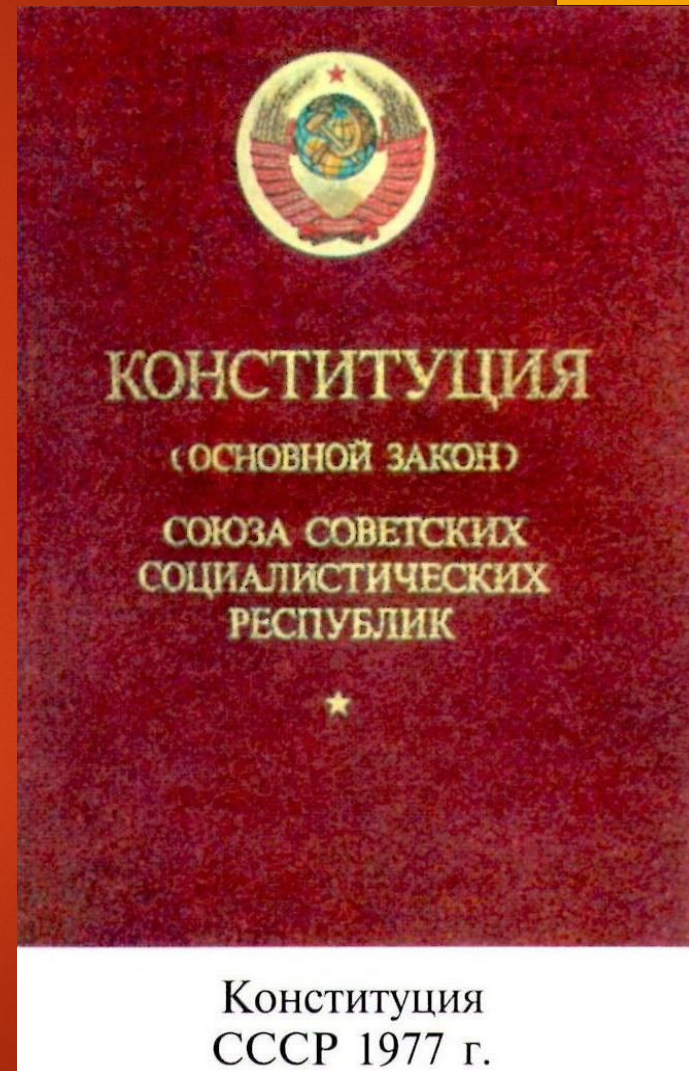 КОНСТИТУЦИЯ
(ОСНОВНОЙ ЗАКОН)
СОЮЗА СОВЕТСКИХ
СОЦИАЛИСТИЧЕСКИХ
РЕСПУБЛИК
Конституция
СССР 1977 г.